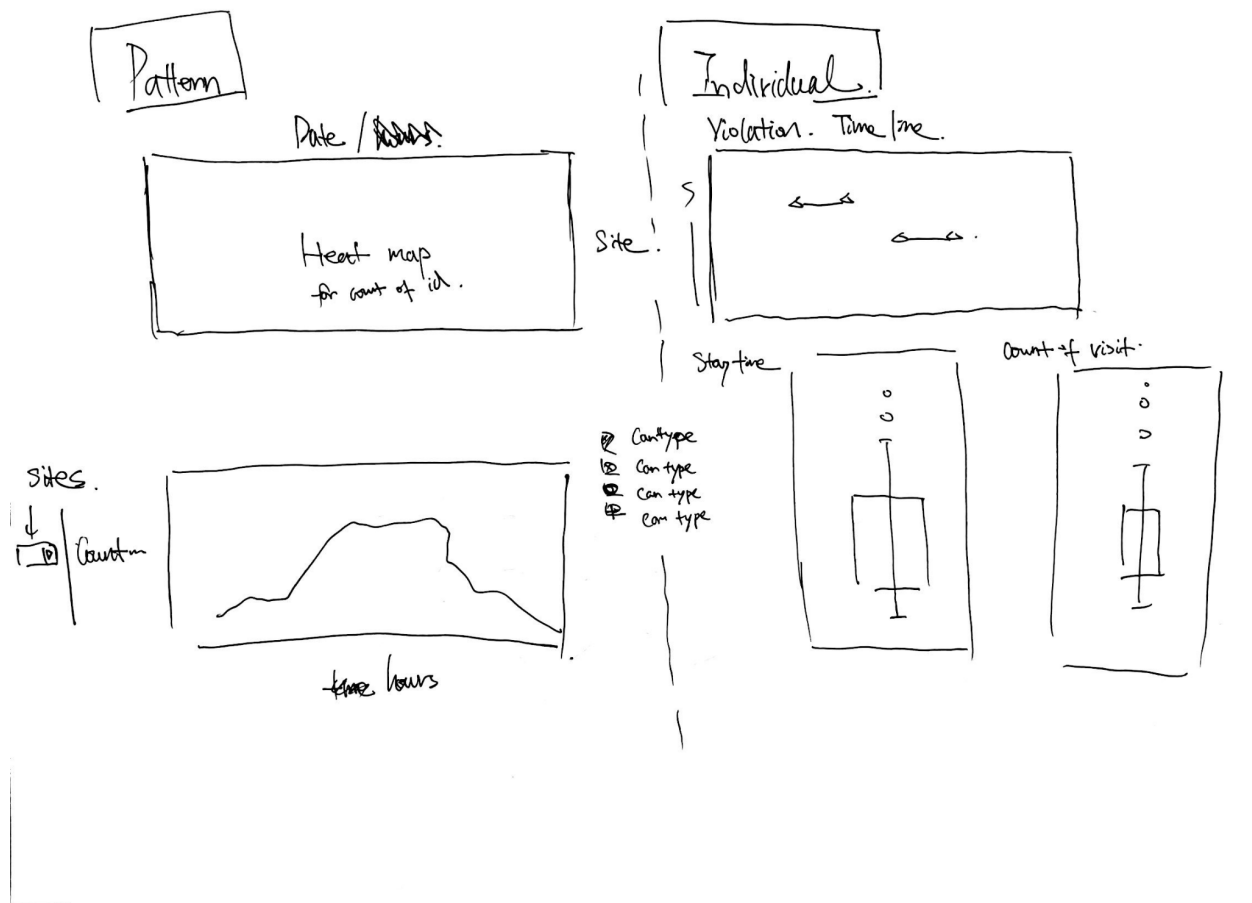 Pattern
Date /
Heat map
for count of id.
Site
Sites.
Count
hours
Individual.
Violation. Time line.
S
Stay time
Count of visit.
Car type
Car type
Car type
Car type